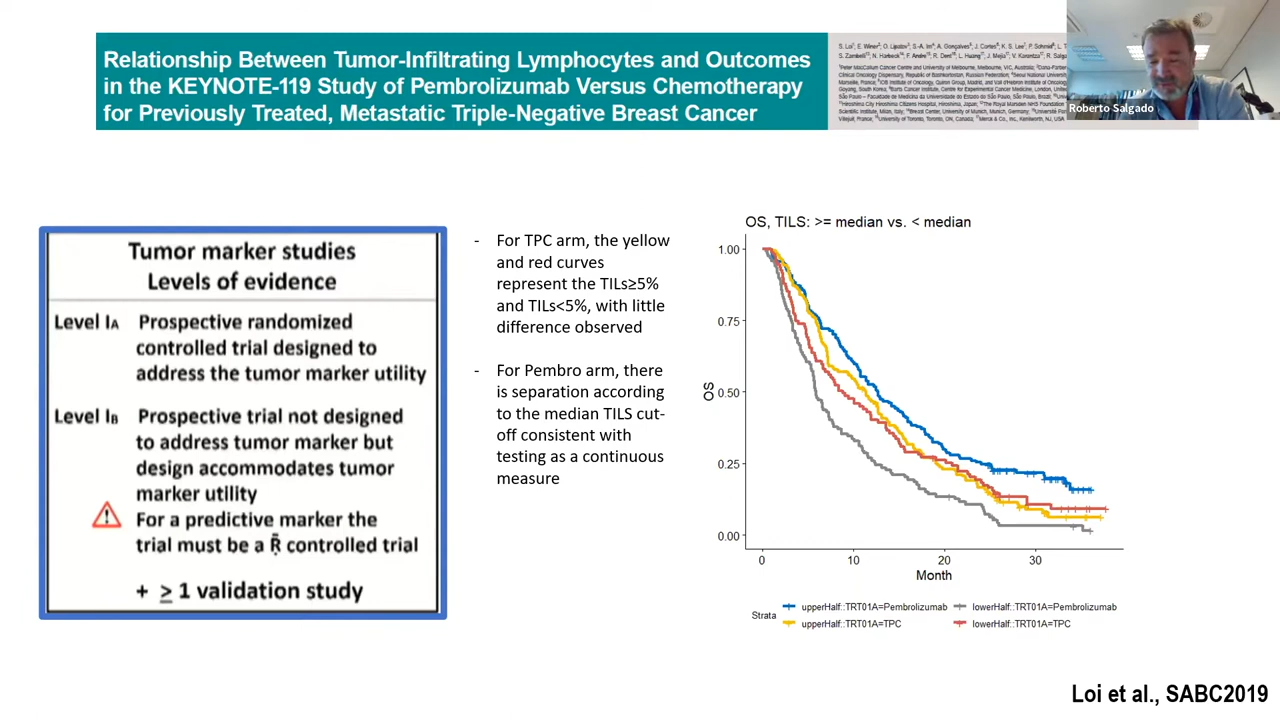 Relationship Between Tumor-Infiltrating Lymphocytes and Outcomes
in the KEYNOTE-119 Study of Pembrolizumab Versus Chemotherapy
for Previously Treated, Metastatic Triple-Negative Breast Cancer
Roberto Salgado
Tumor marker studies
Levels of evidence
Level IA Prospective randomized
controlled trial designed to
address the tumor marker utility
Level IB Prospective trial not designed
to address tumor marker but
design accommodates tumor
marker utility
For a predictive marker the
trial must be a R controlled trial
+ ≥ 1 validation study
- For TPC arm, the yellow
and red curves
represent the TILs≥5%
and TILs<5%, with little
difference observed
- For Pembro arm, there
is separation according
to the median TILS cut-
off consistent with
testing as a continuous
measure
OS, TILS: >= median vs. < median
1.00
0.75
0.50
0.25
0.00
OS
0 10 20 30
Month
Strata
upperHalf::TRT01A=Pembrolizumab lowerHalf::TRT01A=Pembrolizumab
upperHalf::TRT01A=TPC lowerHalf::TRT01A=TPC
Loi et al., SABC2019